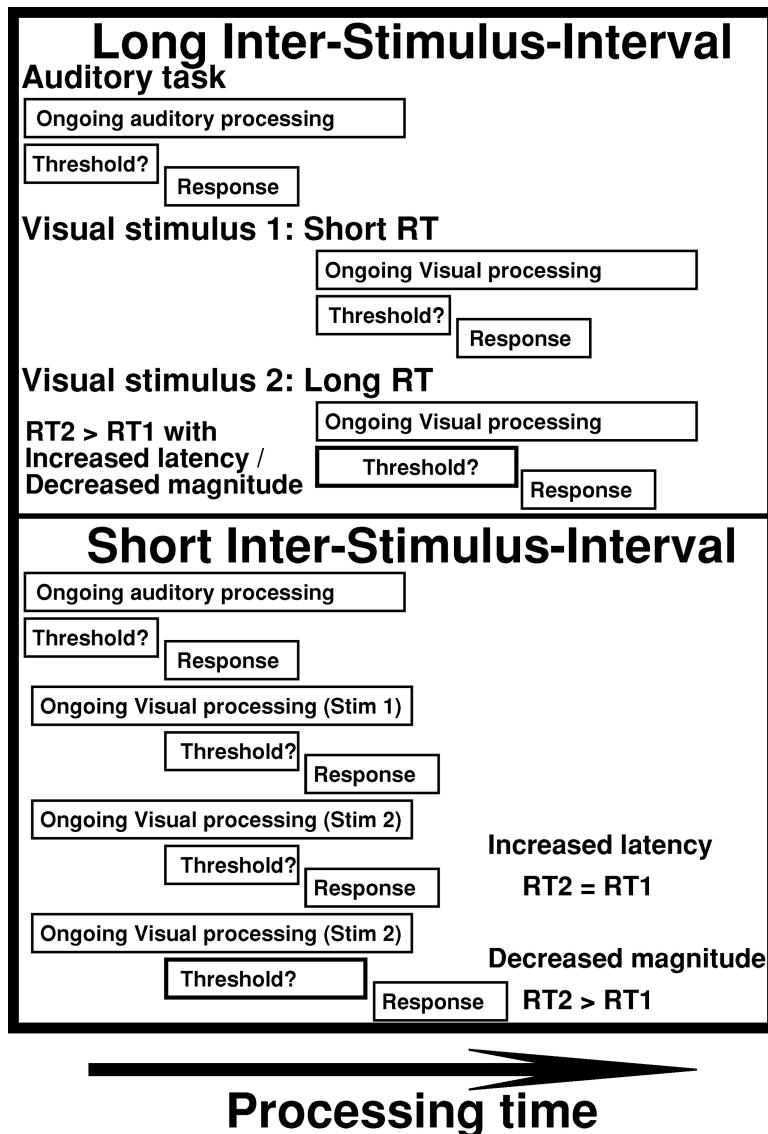 Long Inter-Stimulus-Interval
Auditory task
Ongoing auditory processing
Threshold?
Response
Visual stimulus 1: Short RT
Ongoing Visual processing
Threshold?
Response
Visual stimulus 2: Long RT
Ongoing Visual processing
RT2 > RT1 with
Increased latency /
Decreased magnitude
Threshold?
Response
Short Inter-Stimulus-Interval
Ongoing auditory processing
Threshold?
Response
Ongoing Visual processing (Stim 1)
Threshold?
Response
Ongoing Visual processing (Stim 2)
Threshold?
Response
Increased latency
RT2 = RT1
Ongoing Visual processing (Stim 2)
Threshold?
Response
Decreased magnitude
RT2 > RT1
Processing time